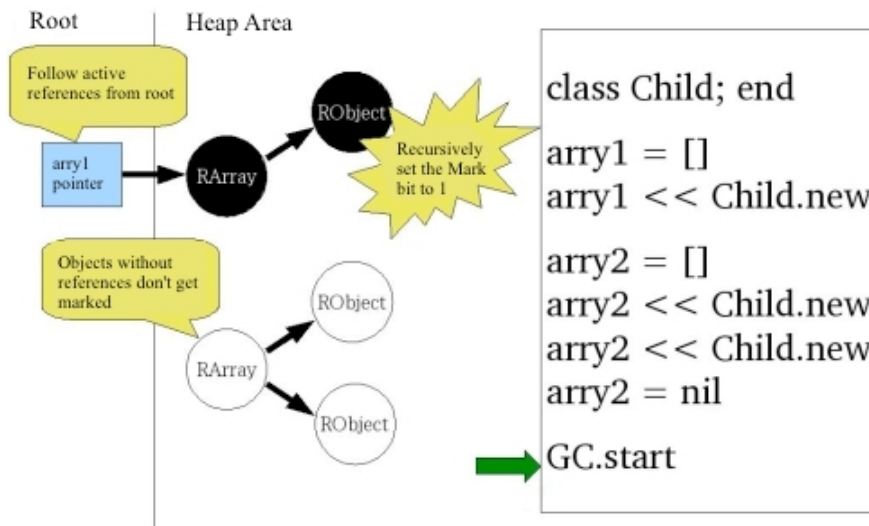 Root
Heap Area
Follow active
references from root
arry1
pointer
RArray
RObject
Recursively
set the Mark
bit to 1
Objects without
references don't get
marked
RArray
RObject
RObject
class Child; end
arry1 = []
arry1 << Child.new
arry2 = []
arry2 << Child.new
arry2 << Child.new
arry2 = nil
GC.start